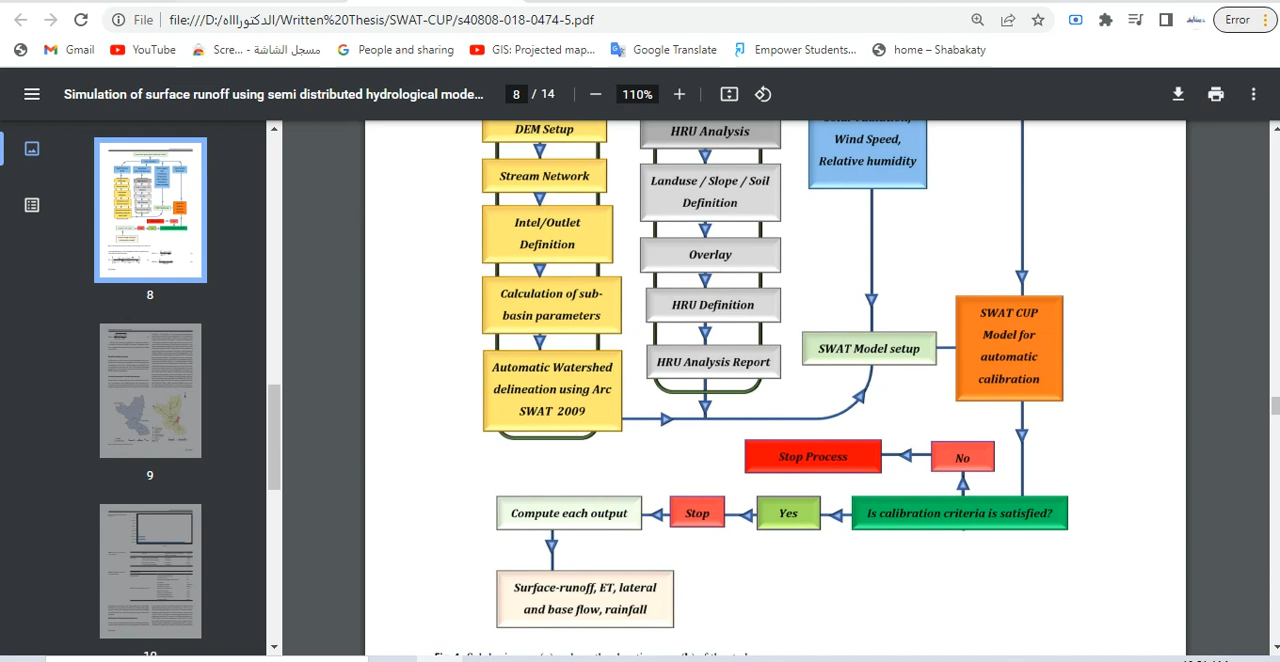 File
file:///D:/الدكتوراااه/Written%20Thesis/SWAT-CUP/s40808-018-0474-5.pdf
Error
Gmail
YouTube
Scre... - مسجل الشاشة
People and sharing
GIS: Projected map...
Google Translate
Empower Students...
home – Shabakaty
Simulation of surface runoff using semi distributed hydrological mode...
8 / 14
110%
8
9
DEM Setup
Stream Network
Intel/Outlet
Definition
Calculation of sub-
basin parameters
Automatic Watershed
delineation using Arc
SWAT 2009
HRU Analysis
Landuse / Slope / Soil
Definition
Overlay
HRU Definition
HRU Analysis Report
Wind Speed,
Relative humidity
SWAT Model setup
SWAT CUP
Model for
automatic
calibration
Stop Process
No
Compute each output
Stop
Yes
Is calibration criteria is satisfied?
Surface-runoff, ET, lateral
and base flow, rainfall